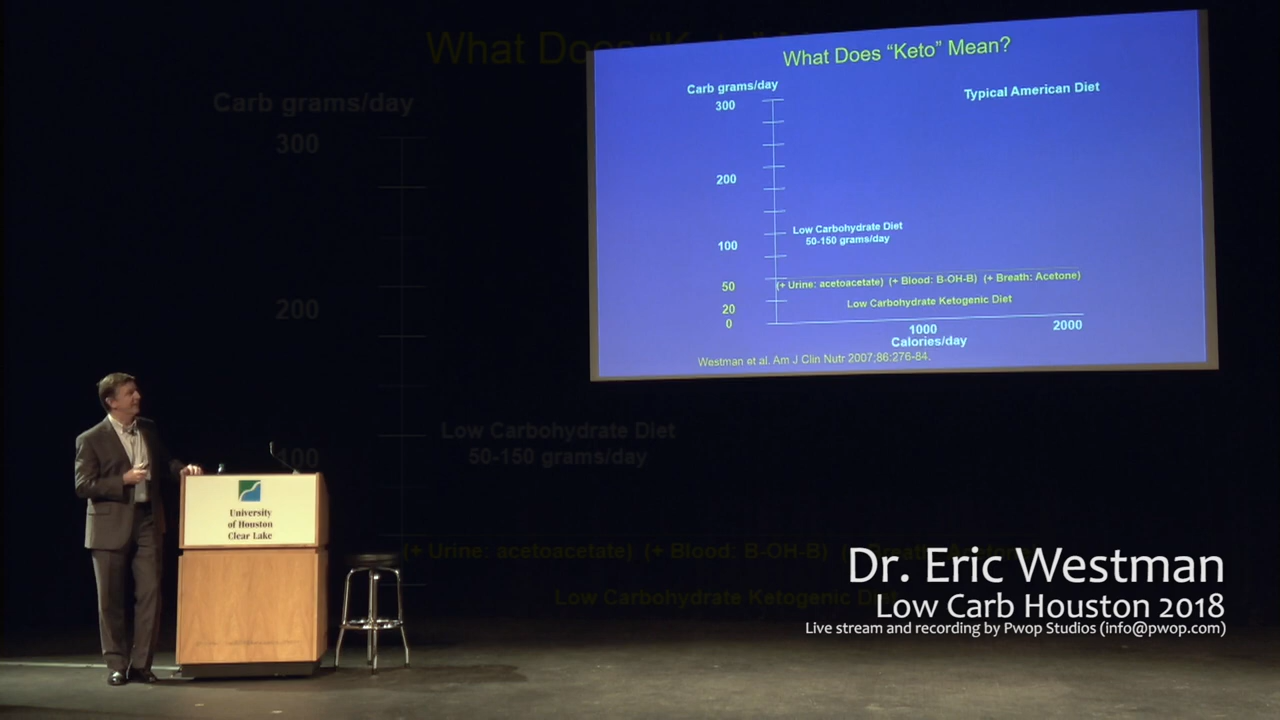 What Does "Keto" Mean?
Carb grams/day
300
Typical American Diet
200
Low Carbohydrate Diet
50-150 grams/day
100
50
(+ Urine: acetoacetate) (+ Blood: B-OH-B) (+ Breath: Acetone)
20
Low Carbohydrate Ketogenic Diet
0
1000
2000
Calories/day
Westman et al. Am J Clin Nutr 2007;86:276-84.
What Does "Keto"
Carb grams/day
300
200
100
Low Carbohydrate Diet
50-150 grams/day
(+ Urine: acetoacetate) (+ Blood: B-OH-B)
Low Carbohydrate Ketogenic Diet
University
of Houston
Clear Lake
Dr. Eric Westman
Low Carb Houston 2018
Live stream and recording by Pwop Studios (info@pwop.com)